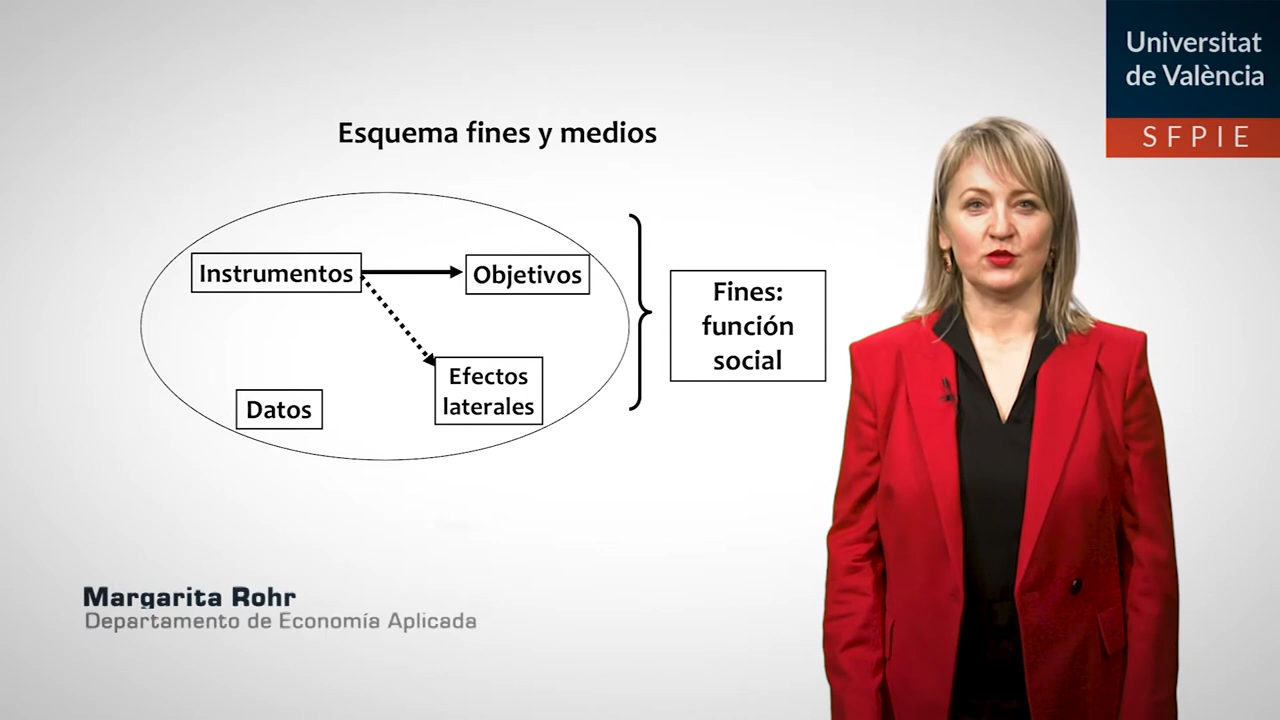 Universitat
de València
SFPIE
Esquema fines y medios
Instrumentos
Objetivos
Efectos
laterales
Datos
Fines:
función
social
Margarita Rohr
Departamento de Economía Aplicada